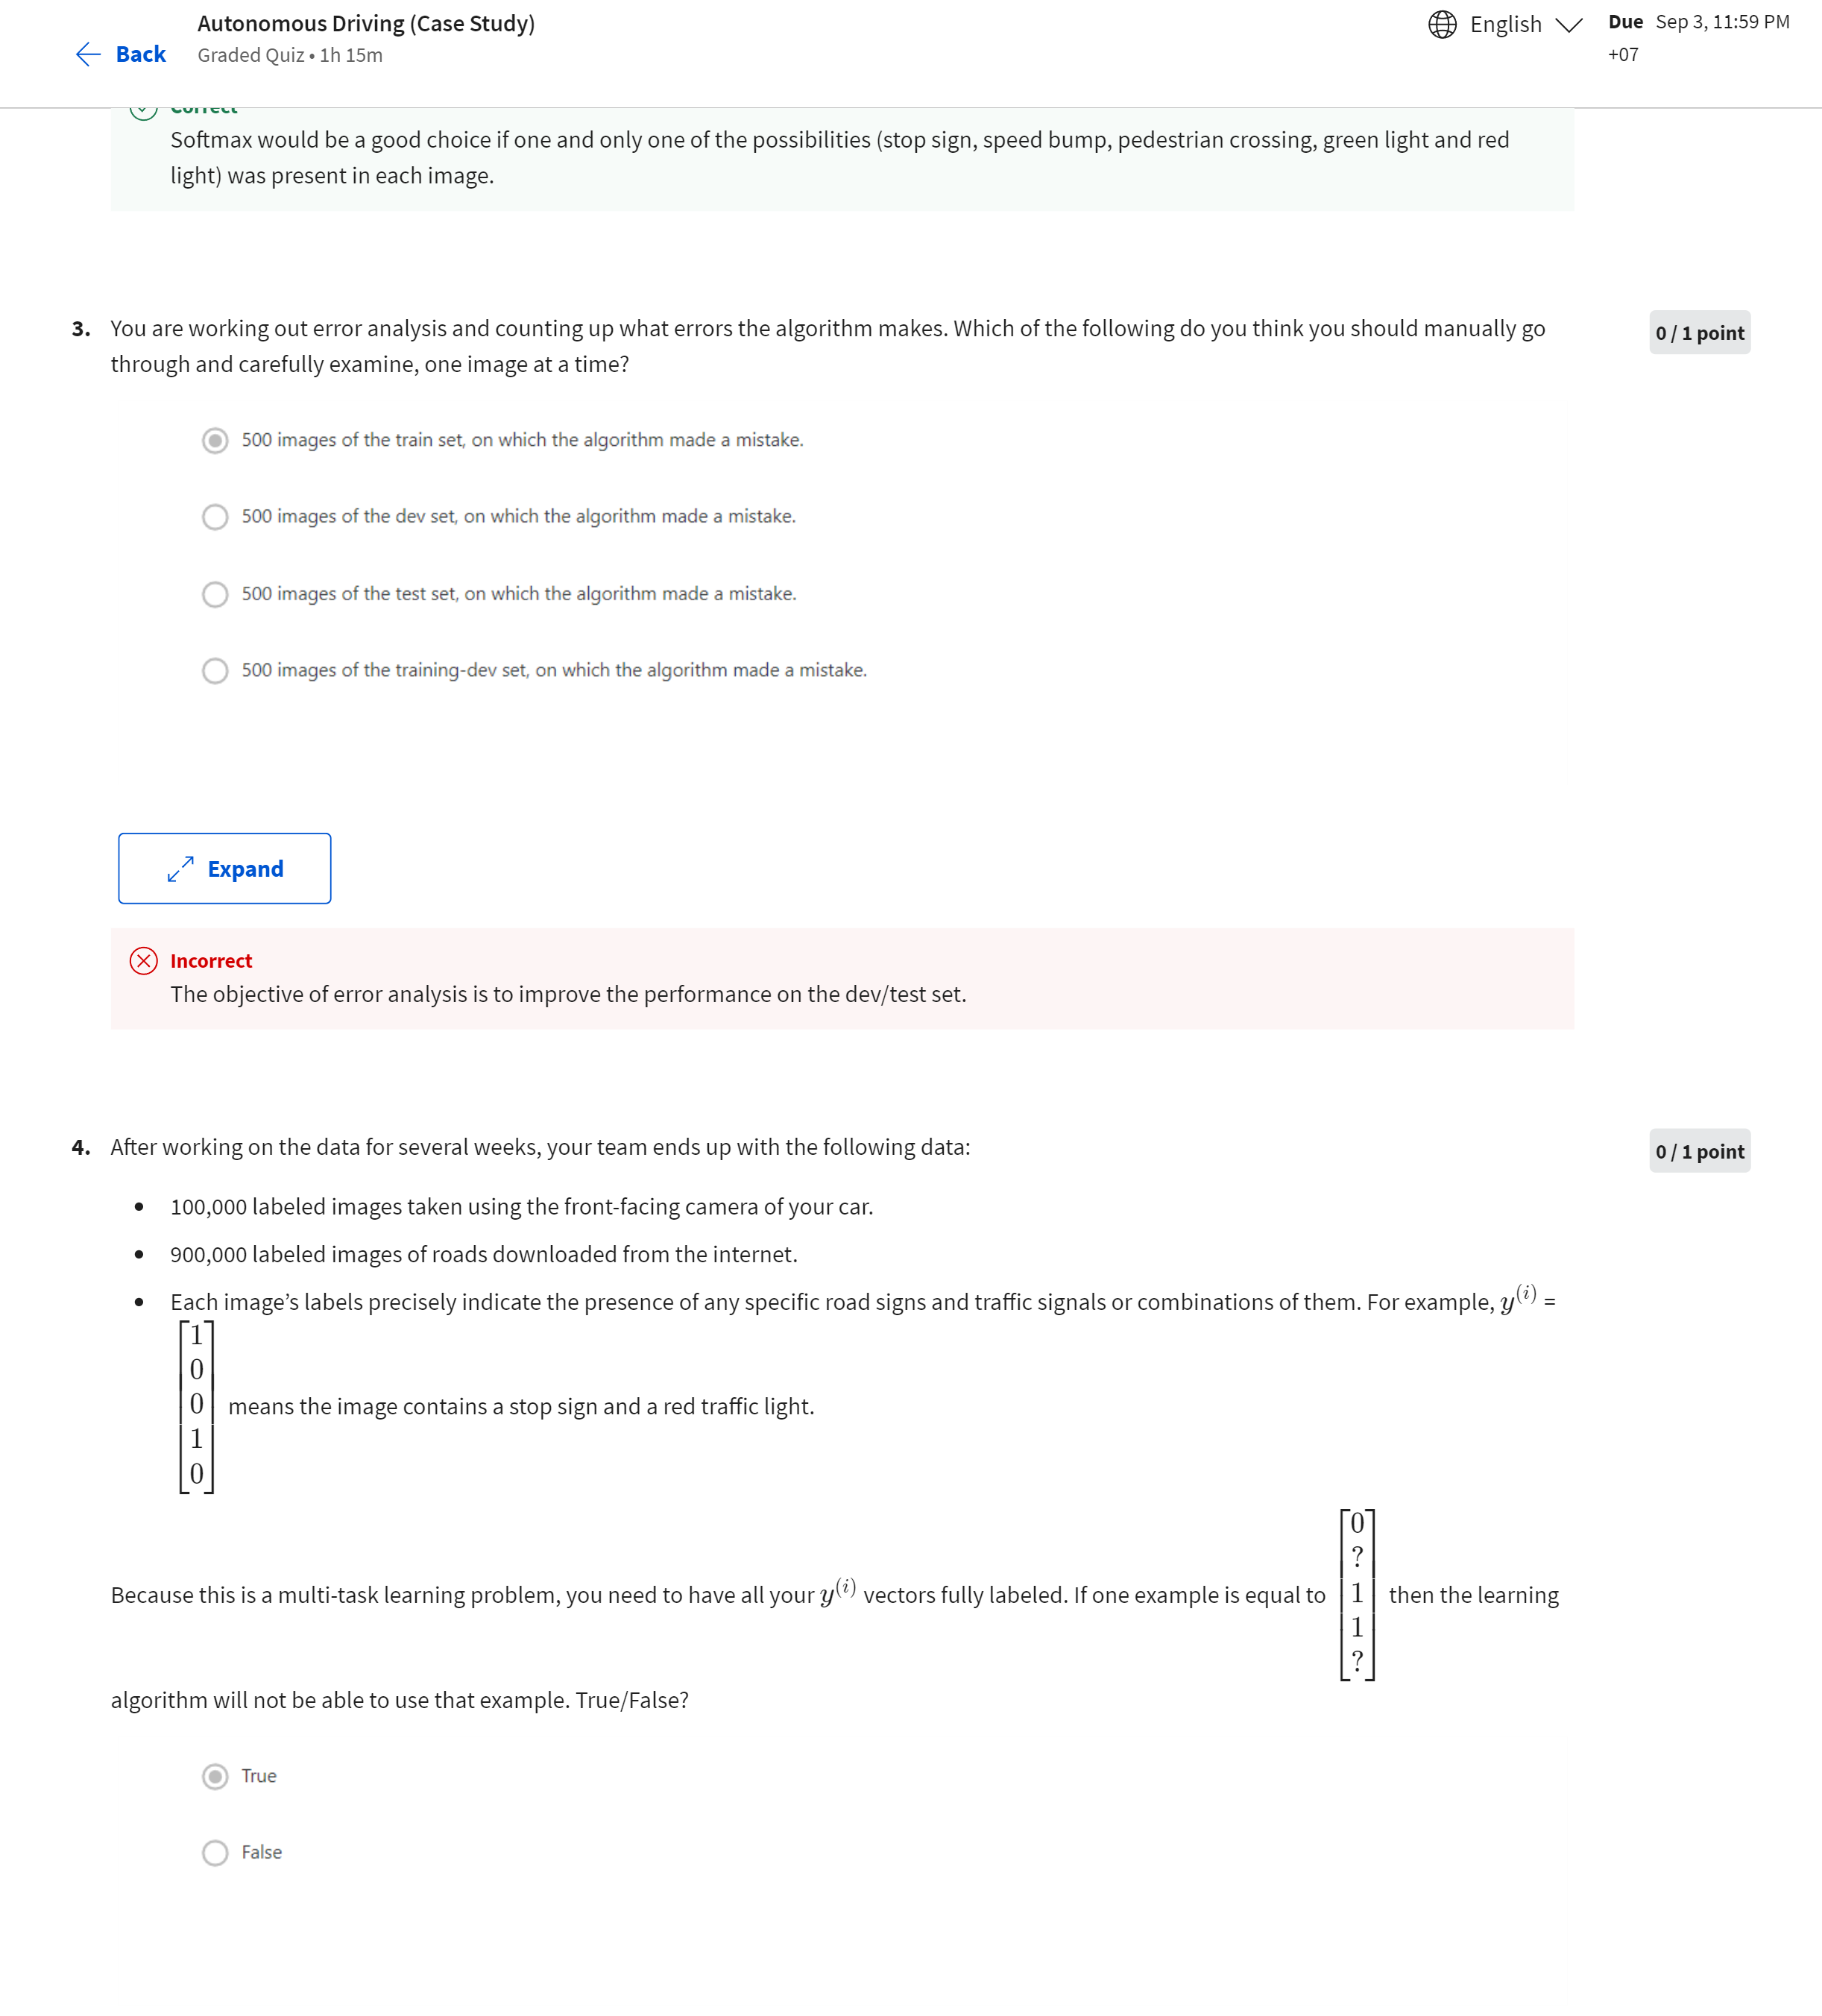 Autonomous Driving (Case Study)
Back
Graded Quiz • 1h 15m
English
Due Sep 3, 11:59 PM
+07
Correct
Softmax would be a good choice if one and only one of the possibilities (stop sign, speed bump, pedestrian crossing, green light and red
light) was present in each image.
3. You are working out error analysis and counting up what errors the algorithm makes. Which of the following do you think you should manually go
through and carefully examine, one image at a time?
0 / 1 point
500 images of the train set, on which the algorithm made a mistake.
500 images of the dev set, on which the algorithm made a mistake.
500 images of the test set, on which the algorithm made a mistake.
500 images of the training-dev set, on which the algorithm made a mistake.
Expand
Incorrect
The objective of error analysis is to improve the performance on the dev/test set.
4. After working on the data for several weeks, your team ends up with the following data:
0 / 1 point
• 100,000 labeled images taken using the front-facing camera of your car.
• 900,000 labeled images of roads downloaded from the internet.
• Each image’s labels precisely indicate the presence of any specific road signs and traffic signals or combinations of them. For example, y^(i) =
[1
0
0 means the image contains a stop sign and a red traffic light.
1
0]
Because this is a multi-task learning problem, you need to have all your y^(i) vectors fully labeled. If one example is equal to [0 ? 1 1 ?] then the learning
algorithm will not be able to use that example. True/False?
True
False